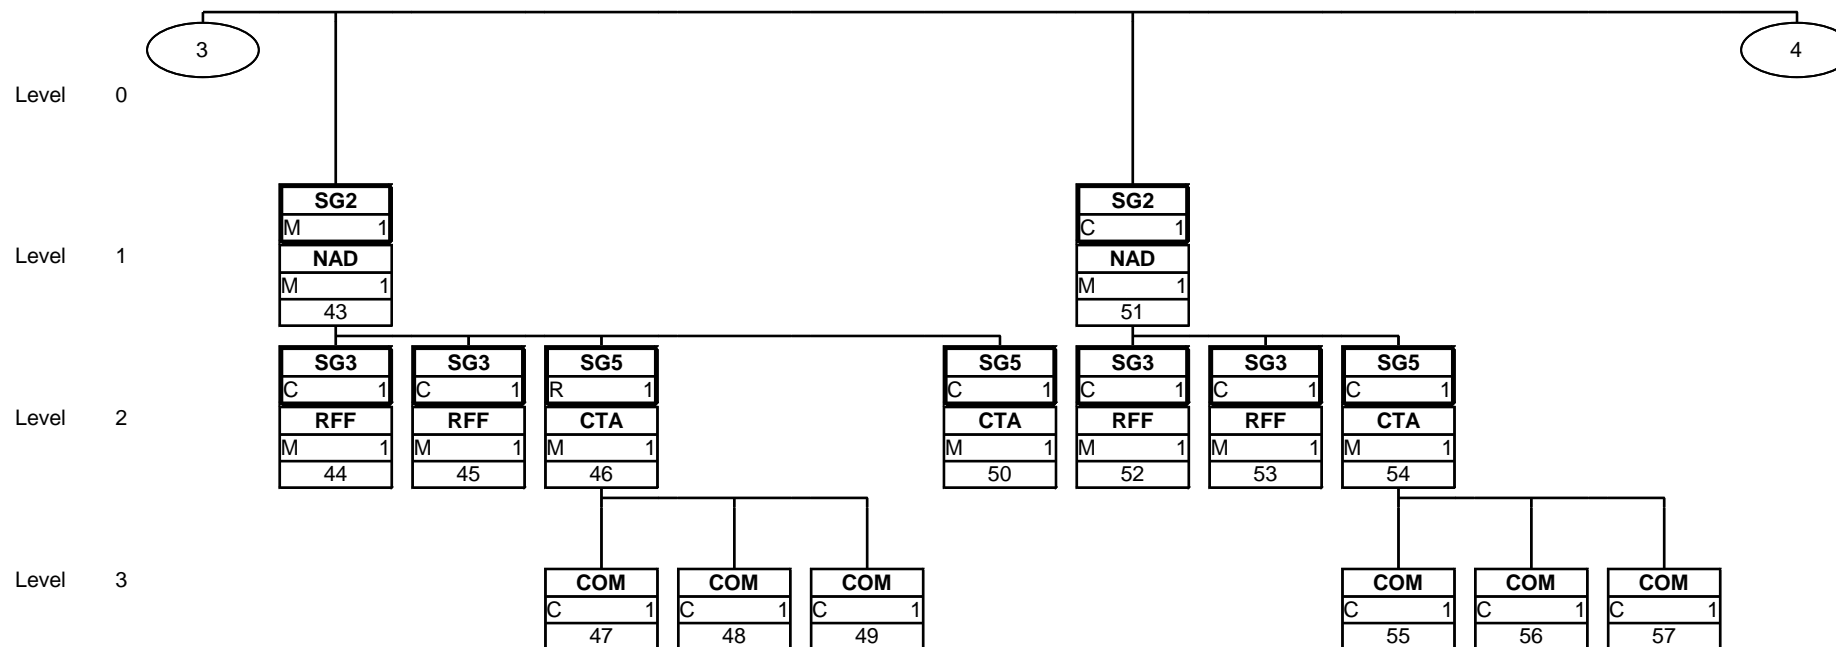 3 4
Level 0
SG2 SG2
M 1 C 1
Level 1
NAD NAD
M 1 M 1
43 51
SG3 SG3 SG5 SG5 SG3 SG3 SG5
C 1 C 1 R 1 C 1 C 1 C 1 C 1
Level 2
RFF RFF CTA CTA RFF RFF CTA
M 1 M 1 M 1 M 1 M 1 M 1 M 1
44 45 46 50 52 53 54
Level 3
COM COM COM COM COM COM
C 1 C 1 C 1 C 1 C 1 C 1
47 48 49 55 56 57